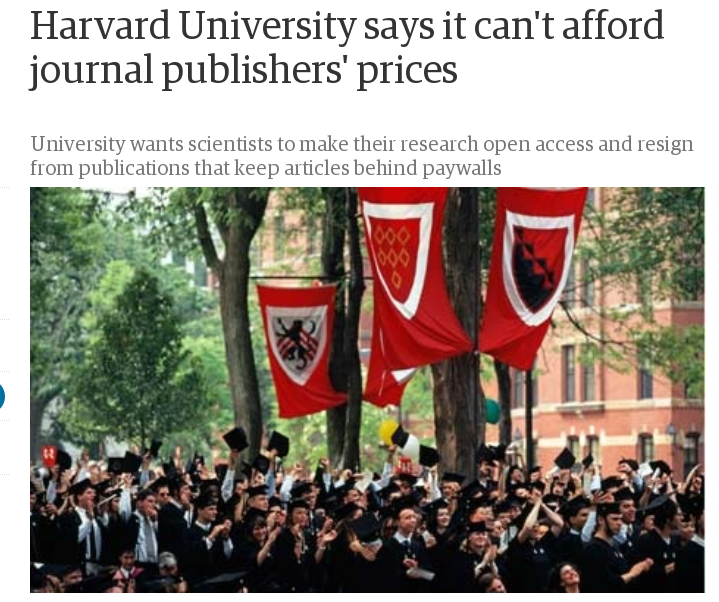 Harvard University says it can't afford
journal publishers' prices
University wants scientists to make their research open access and resign
from publications that keep articles behind paywalls